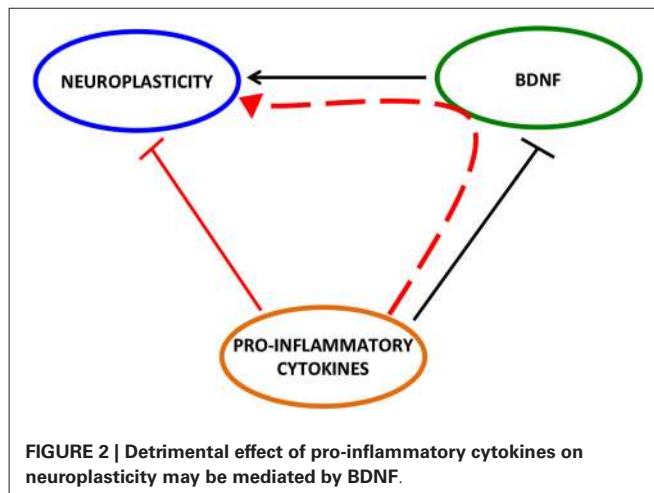 NEUROPLASTICITY
BDNF
PRO-INFLAMMATORY
CYTOKINES
FIGURE 2 | Detrimental effect of pro-inflammatory cytokines on
neuroplasticity may be mediated by BDNF.